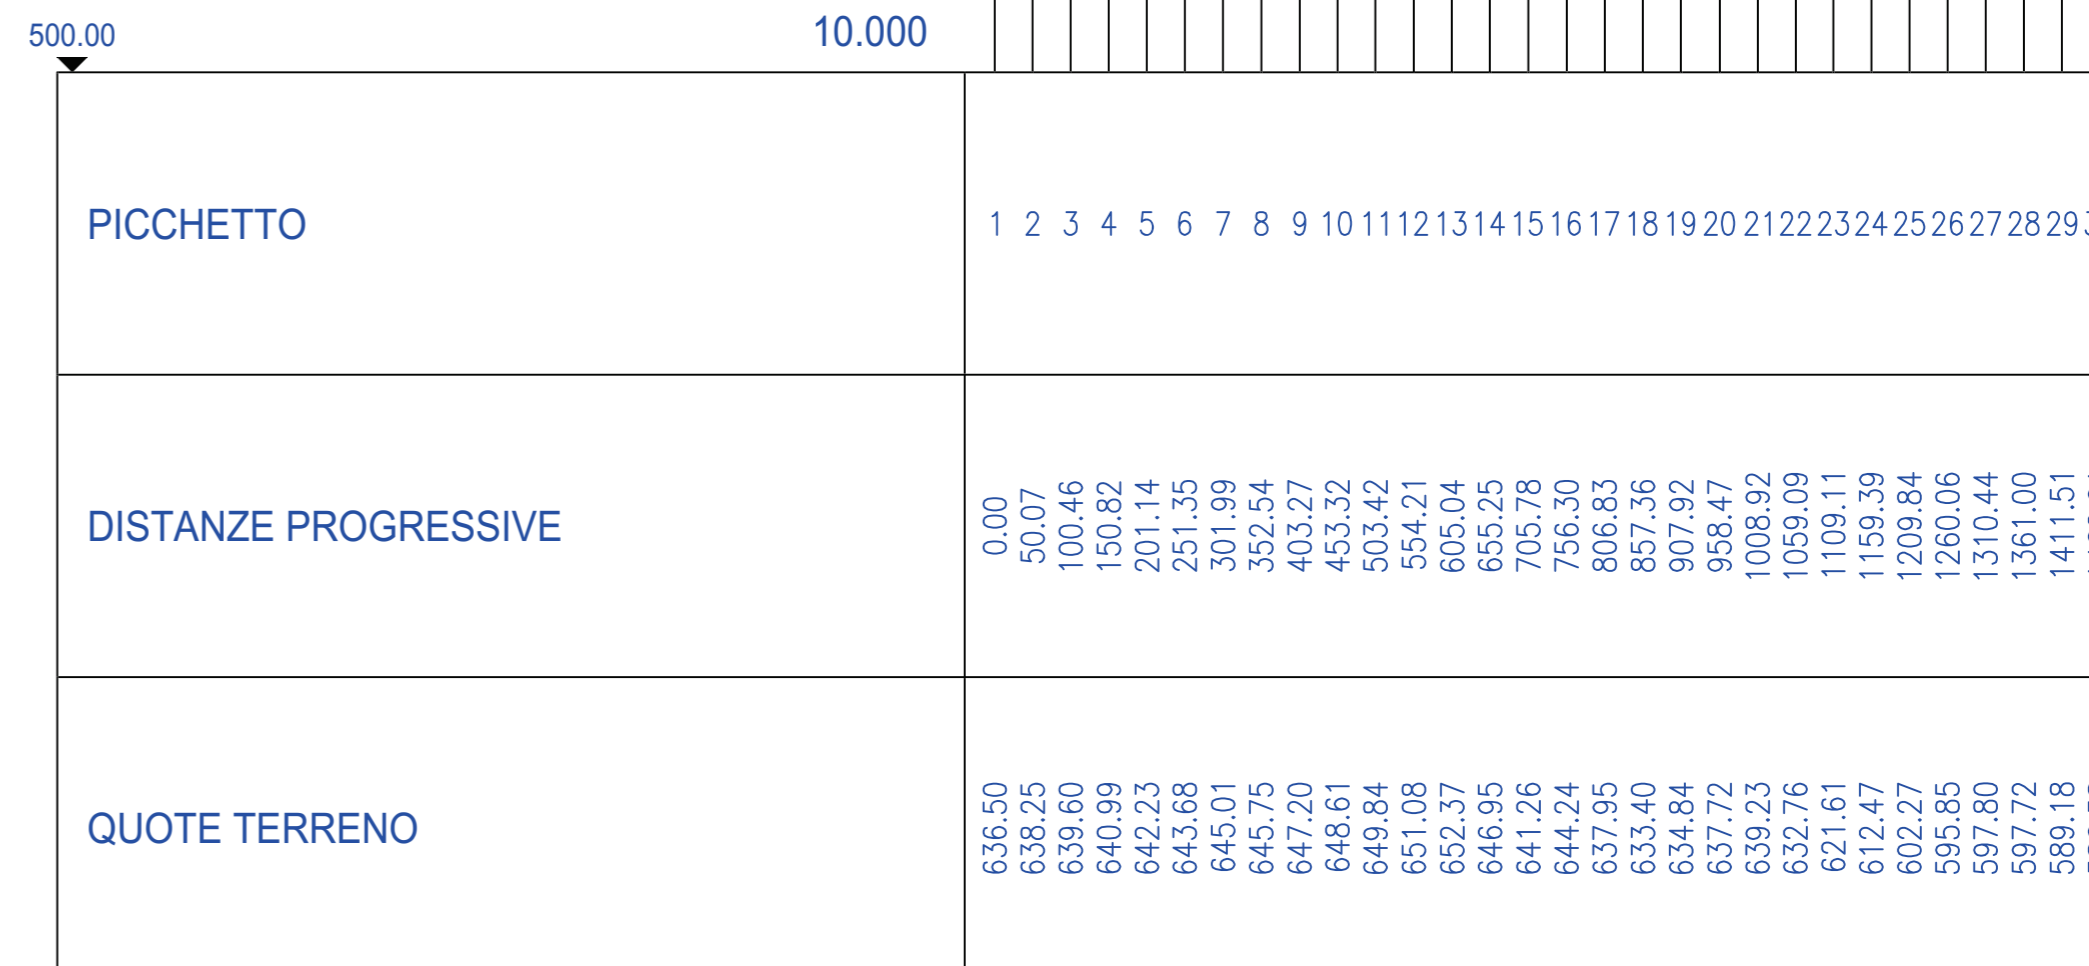 500.00 10.000
PICCHETTO 1 2 3 4 5 6 7 8 9 10 11 12 13 14 15 16 17 18 19 20 21 22 23 24 25 26 27 28 29
DISTANZE PROGRESSIVE 0.00 50.07 100.46 150.82 201.14 251.35 301.99 352.54 403.27 453.32 503.42 554.21 605.04 655.25 705.78 756.30 806.83 857.36 907.92 958.47 1008.92 1059.09 1109.11 1159.39 1209.84 1260.06 1310.44 1361.00 1411.51
QUOTE TERRENO 636.50 638.25 639.60 640.99 642.23 643.68 645.01 645.75 647.20 648.61 649.84 651.08 652.37 646.95 641.26 644.24 637.95 633.40 634.84 637.72 639.23 632.76 621.61 612.47 602.27 595.85 597.80 597.72 589.18